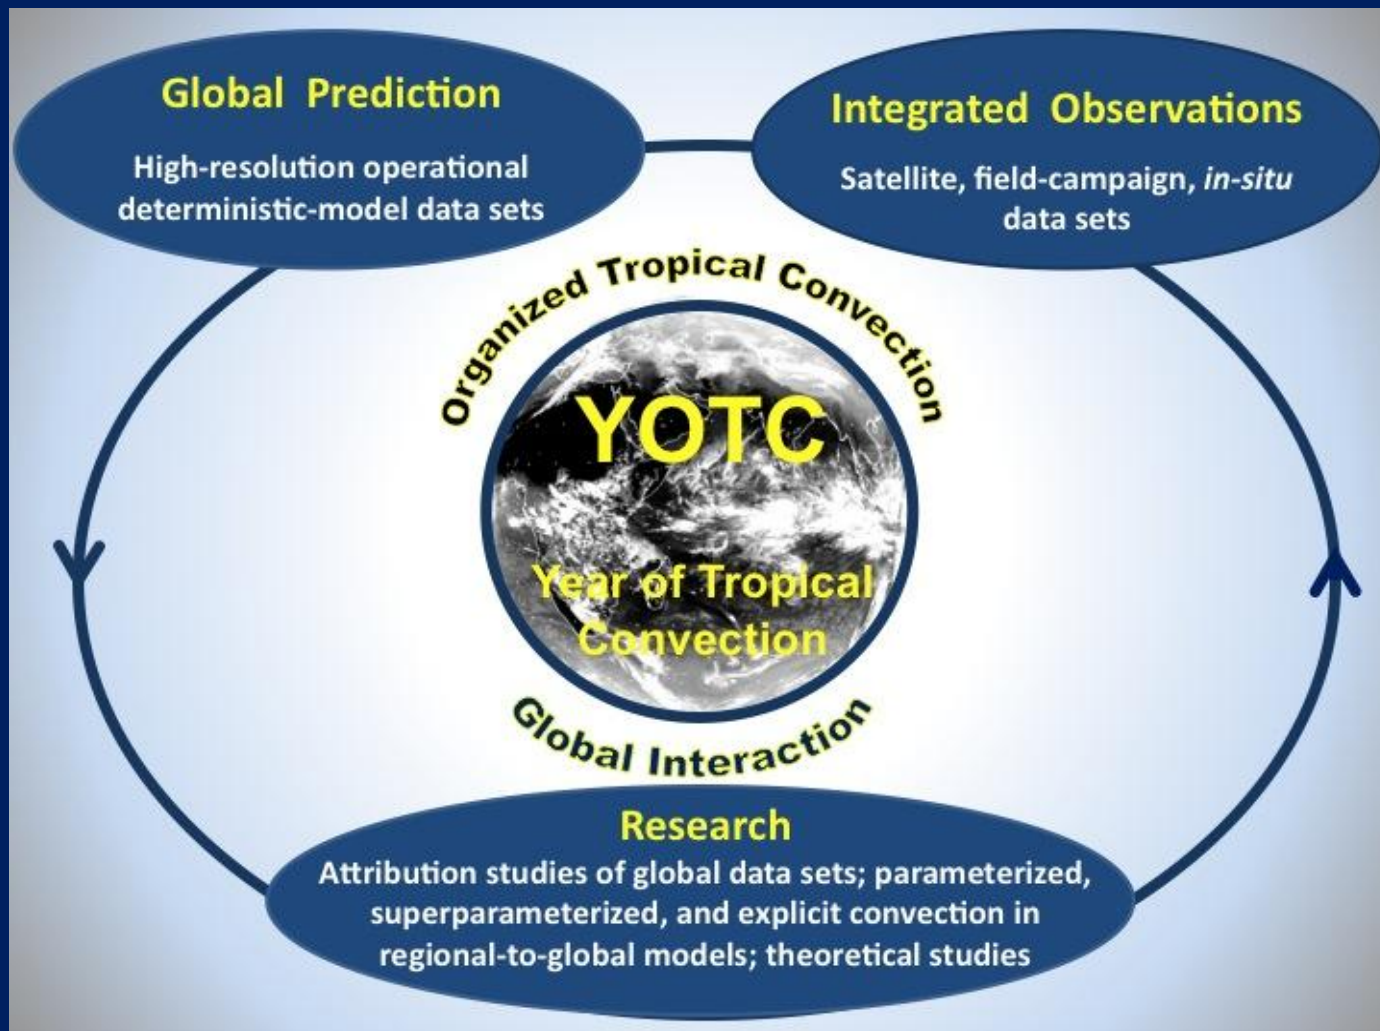 Global Prediction
High-resolution operational
deterministic-model data sets
Integrated Observations
Satellite, field-campaign, in-situ
data sets
Organized Tropical Convection
YOTC
Year of Tropical
Convection
Global Interaction
Research
Attribution studies of global data sets; parameterized,
superparameterized, and explicit convection in
regional-to-global models; theoretical studies